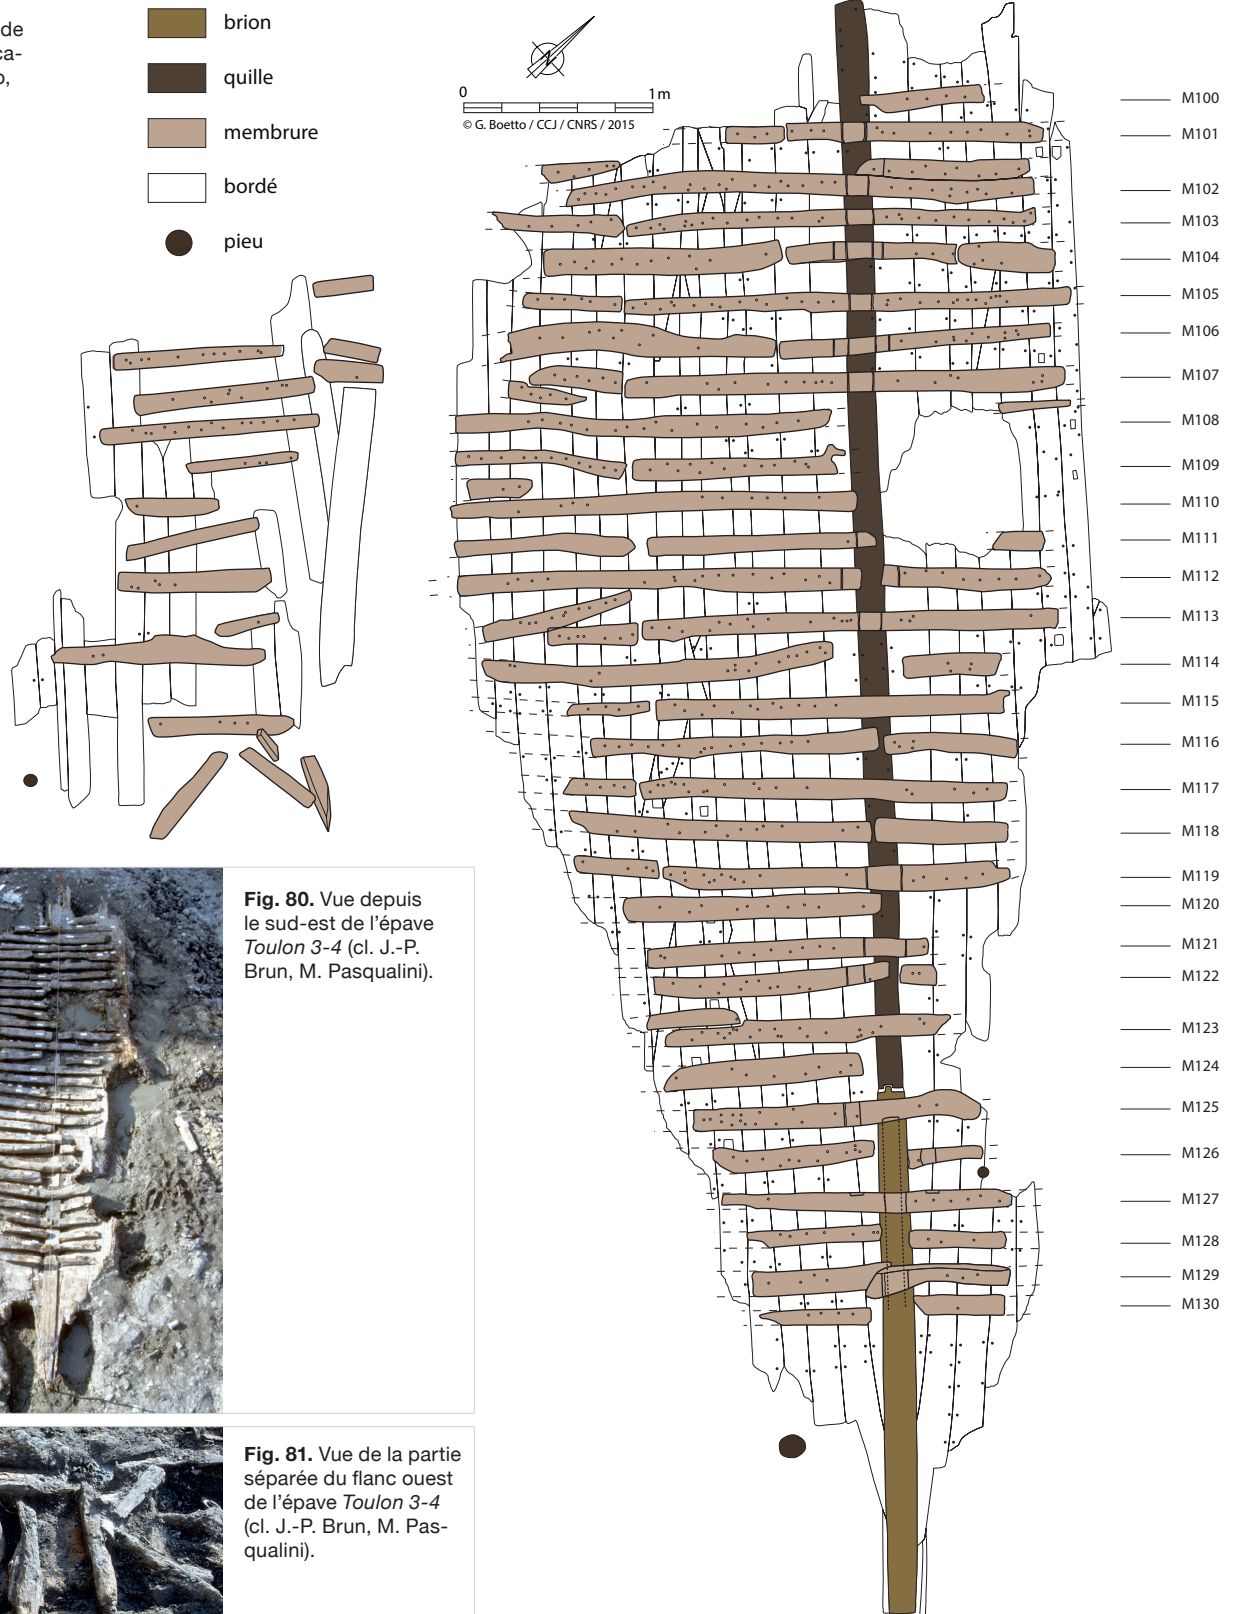 de
ca-
o,
brion
quille
membrure
bordé
pieu
N
0 1 m
© G. Boetto / CCJ / CNRS / 2015
M100
M101
M102
M103
M104
M105
M106
M107
M108
M109
M110
M111
M112
M113
M114
M115
M116
M117
M118
M119
M120
M121
M122
M123
M124
M125
M126
M127
M128
M129
M130
Fig. 80. Vue depuis
le sud-est de l’épave
Toulon 3-4 (cl. J.-P.
Brun, M. Pasqualini).
Fig. 81. Vue de la partie
séparée du flanc ouest
de l’épave Toulon 3-4
(cl. J.-P. Brun, M. Pas-
qualini).